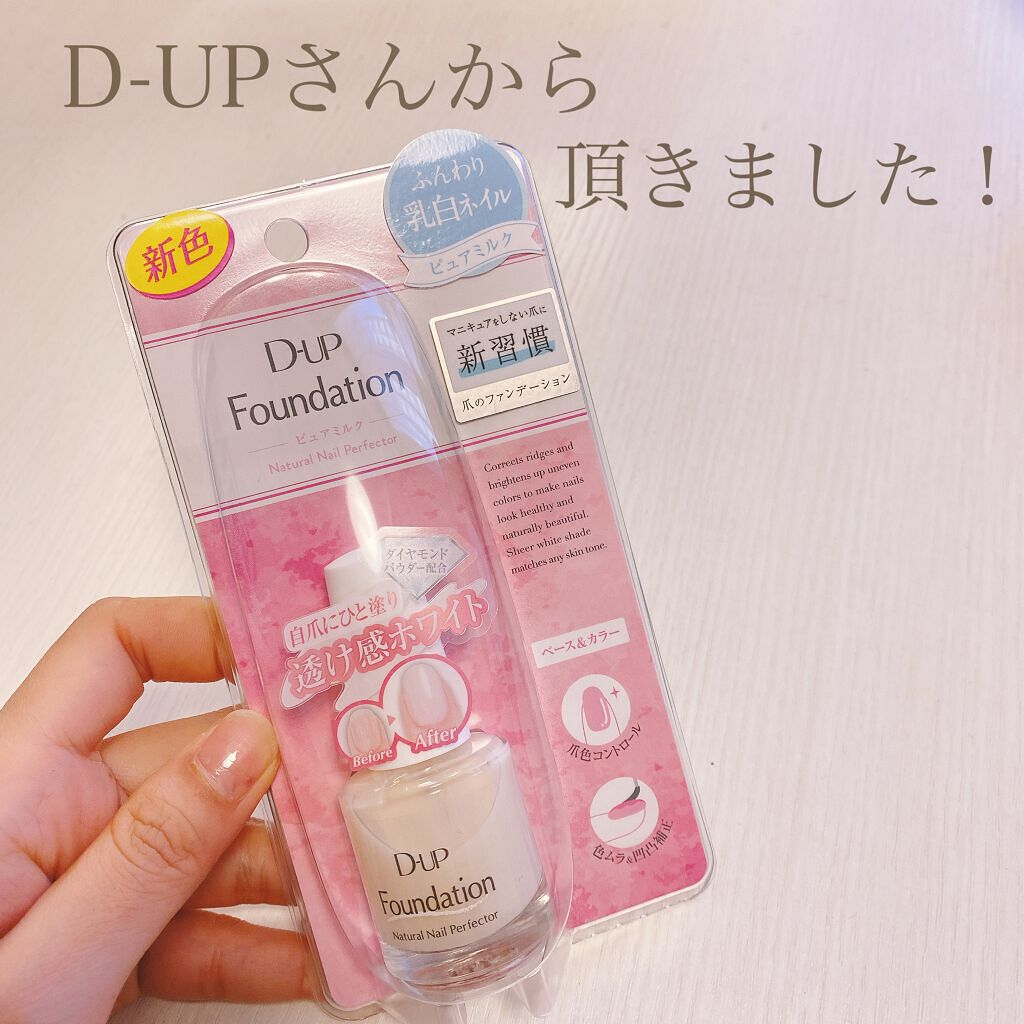 D-UPさんから
頂きました！
ふんわり
乳白ネイル
ピュアミルク
新色
マニキュアをしない爪に
新習慣
爪のファンデーション
D-UP
Foundation
ピュアミルク
Natural Nail Perfector
Corrects ridges and
brightens up uneven
colors to make nails
look healthy and
naturally beautiful.
Sheer white shade
matches any skin tone.
ダイヤモンド
パウダー配合
自爪にひと塗り
透け感ホワイト
Before
After
ベース&カラー
爪色コントロール
色ムラ&凹凸補正
D-UP
Foundation
Natural Nail Perfector